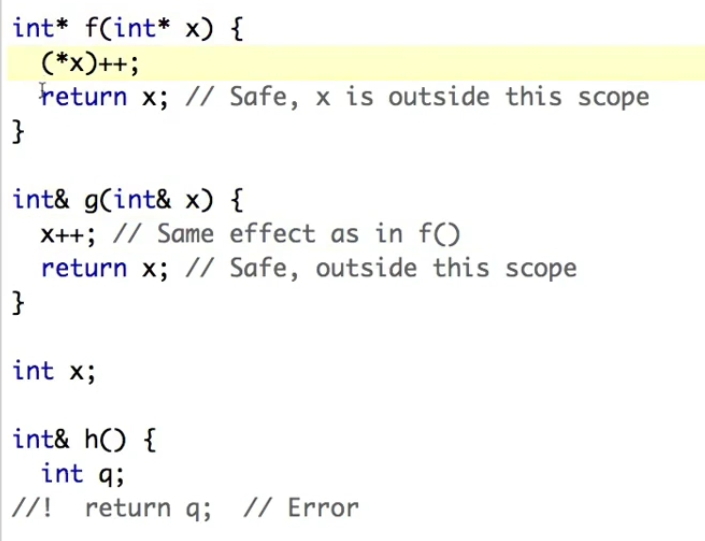 int* f(int* x) {
  (*x)++;
  return x; // Safe, x is outside this scope
}

int& g(int& x) {
  x++; // Same effect as in f()
  return x; // Safe, outside this scope
}

int x;

int& h() {
  int q;
//!  return q;  // Error